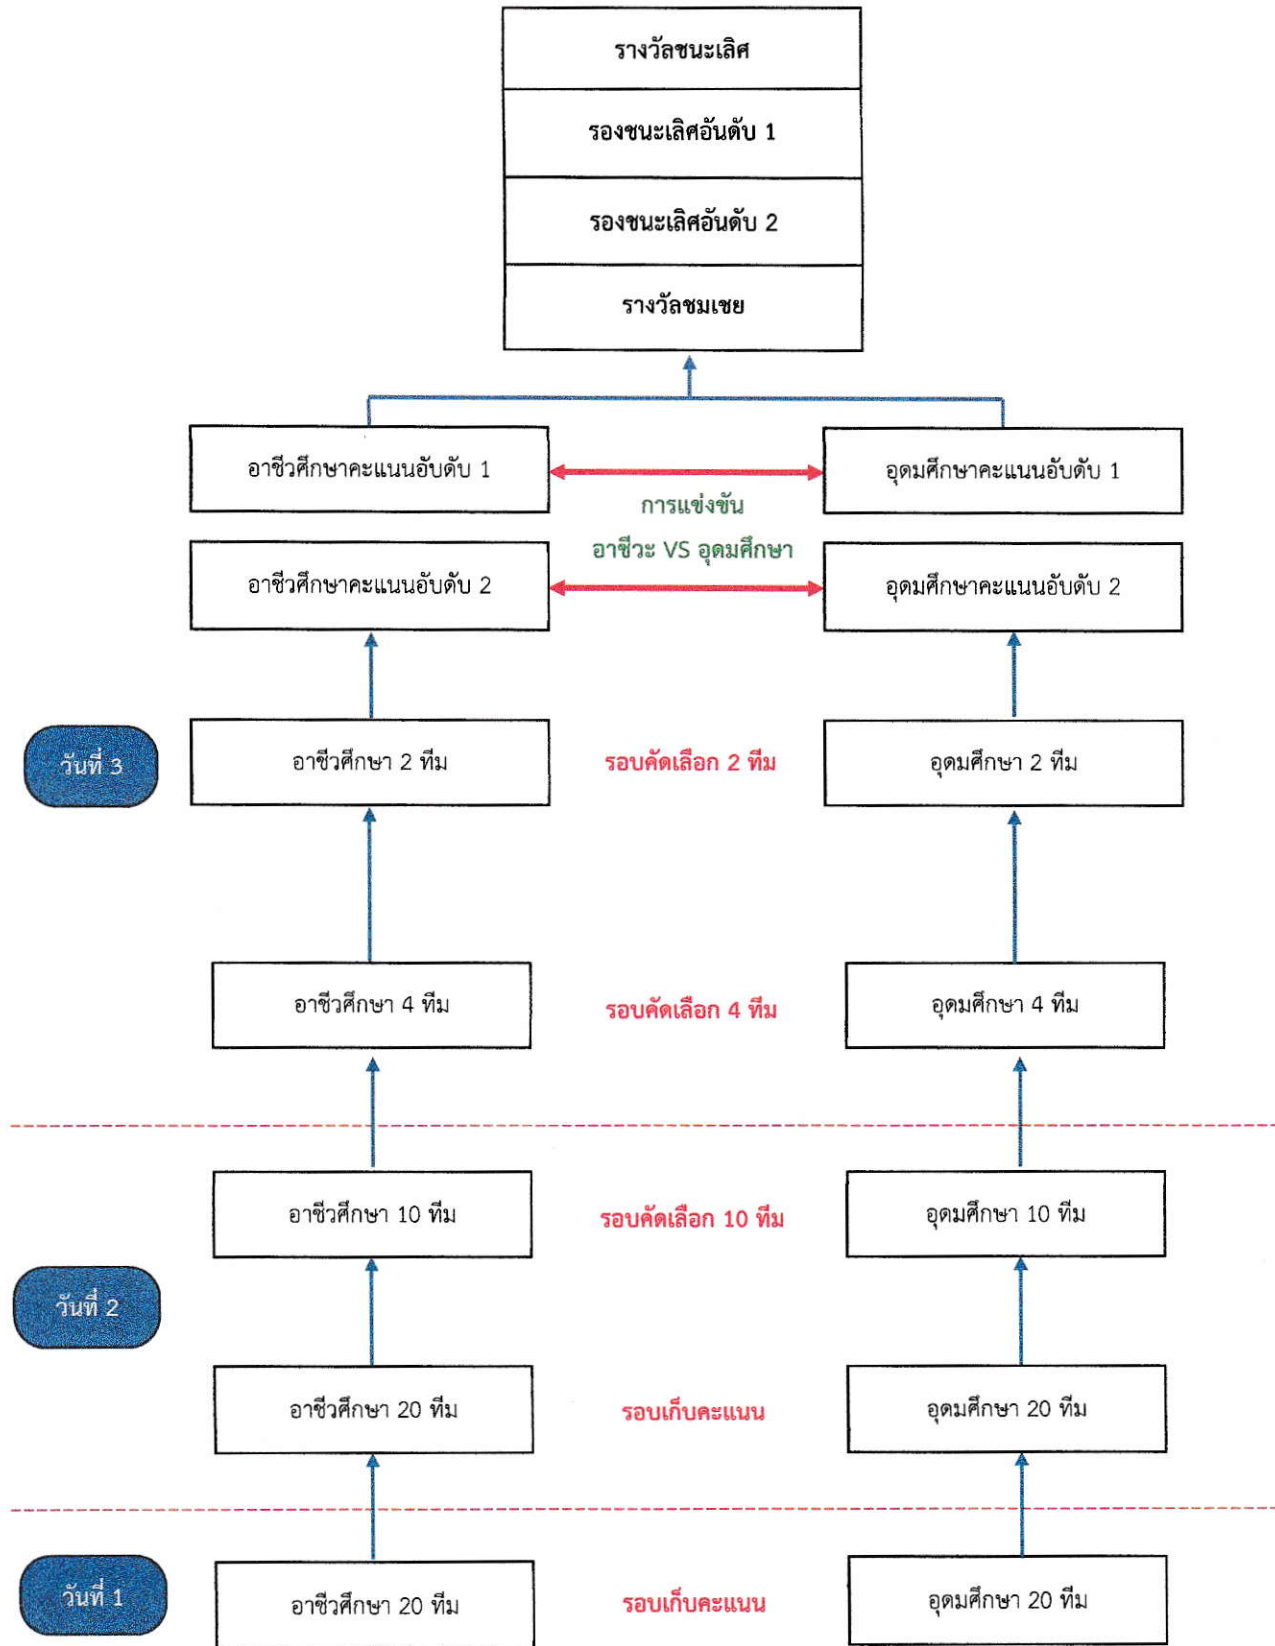 รางวัลชนะเลิศ
รองชนะเลิศอันดับ 1
รองชนะเลิศอันดับ 2
รางวัลชมเชย
อาชีวศึกษาคะแนนอับดับ 1
อุดมศึกษาคะแนนอับดับ 1
การแข่งขัน
อาชีวะ VS อุดมศึกษา
อาชีวศึกษาคะแนนอับดับ 2
อุดมศึกษาคะแนนอับดับ 2
วันที่ 3
อาชีวศึกษา 2 ทีม
รอบคัดเลือก 2 ทีม
อุดมศึกษา 2 ทีม
อาชีวศึกษา 4 ทีม
รอบคัดเลือก 4 ทีม
อุดมศึกษา 4 ทีม
อาชีวศึกษา 10 ทีม
รอบคัดเลือก 10 ทีม
อุดมศึกษา 10 ทีม
วันที่ 2
อาชีวศึกษา 20 ทีม
รอบเก็บคะแนน
อุดมศึกษา 20 ทีม
วันที่ 1
อาชีวศึกษา 20 ทีม
รอบเก็บคะแนน
อุดมศึกษา 20 ทีม